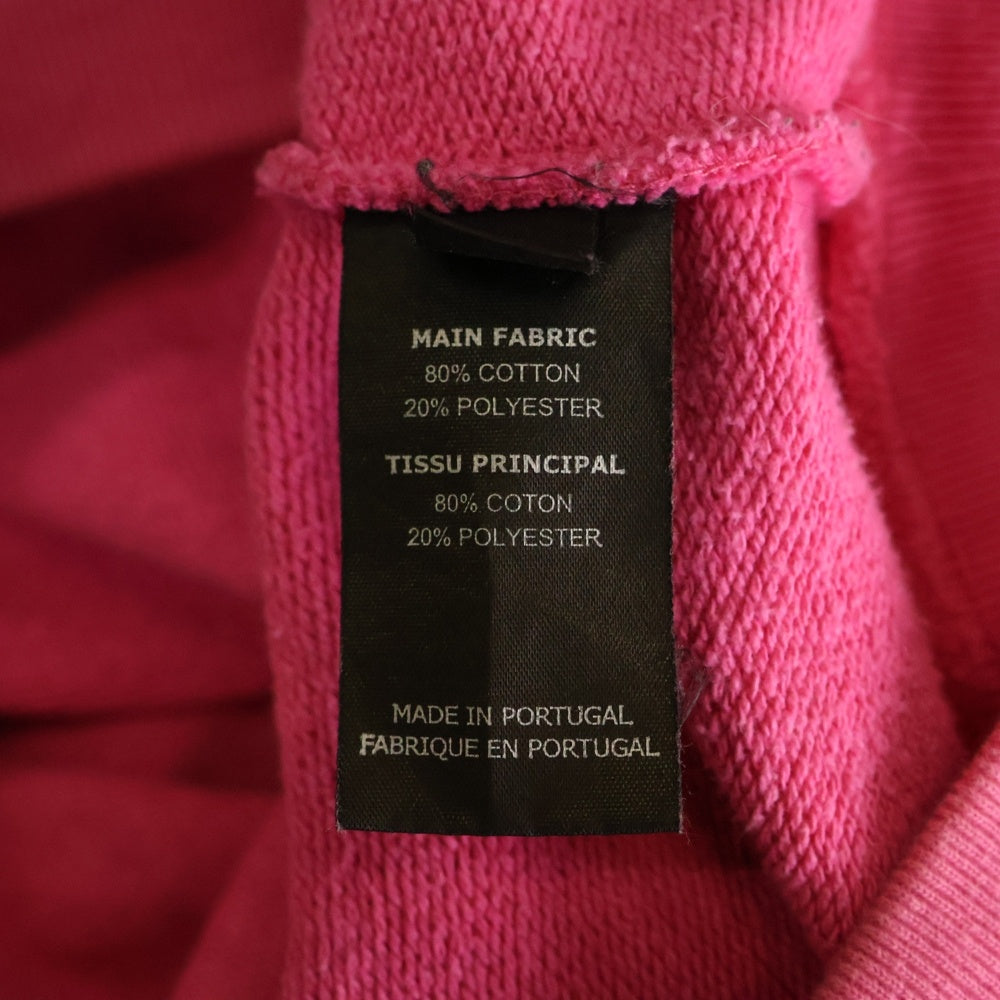 MAIN FABRIC
80% COTTON
20% POLYESTER
TISSU PRINCIPAL
80% COTON
20% POLYESTER
MADE IN PORTUGAL
FABRIQUE EN PORTUGAL